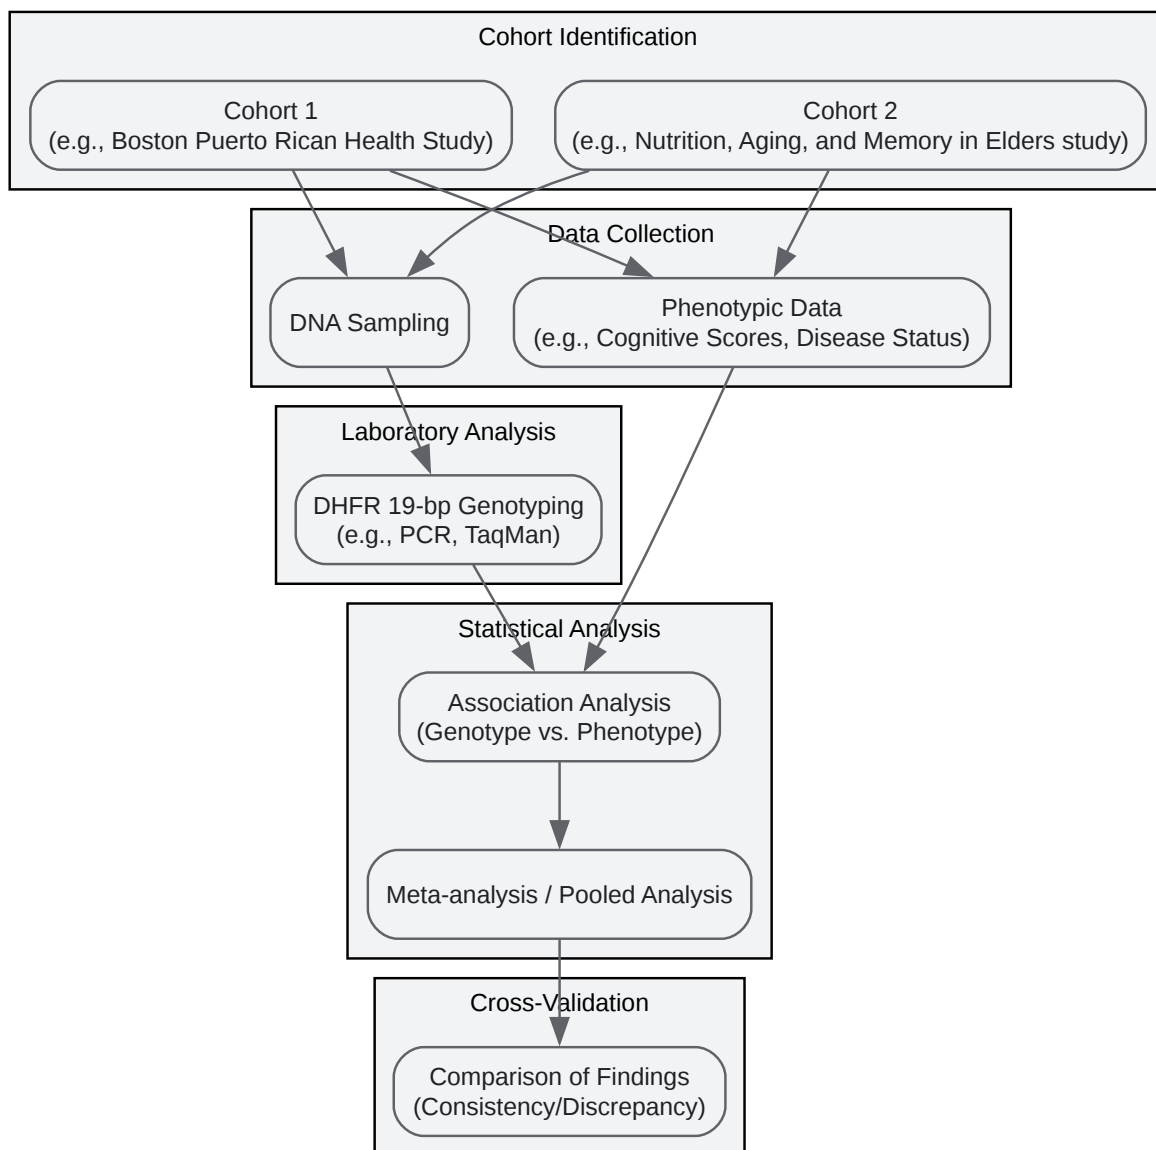 Cohort Identification
Cohort 1
(e.g., Boston Puerto Rican Health Study)
Cohort 2
(e.g., Nutrition, Aging, and Memory in Elders study)
Data Collection
DNA Sampling
Phenotypic Data
(e.g., Cognitive Scores, Disease Status)
Laboratory Analysis
DHFR 19-bp Genotyping
(e.g., PCR, TaqMan)
Statistical Analysis
Association Analysis
(Genotype vs. Phenotype)
Meta-analysis / Pooled Analysis
Cross-Validation
Comparison of Findings
(Consistency/Discrepancy)